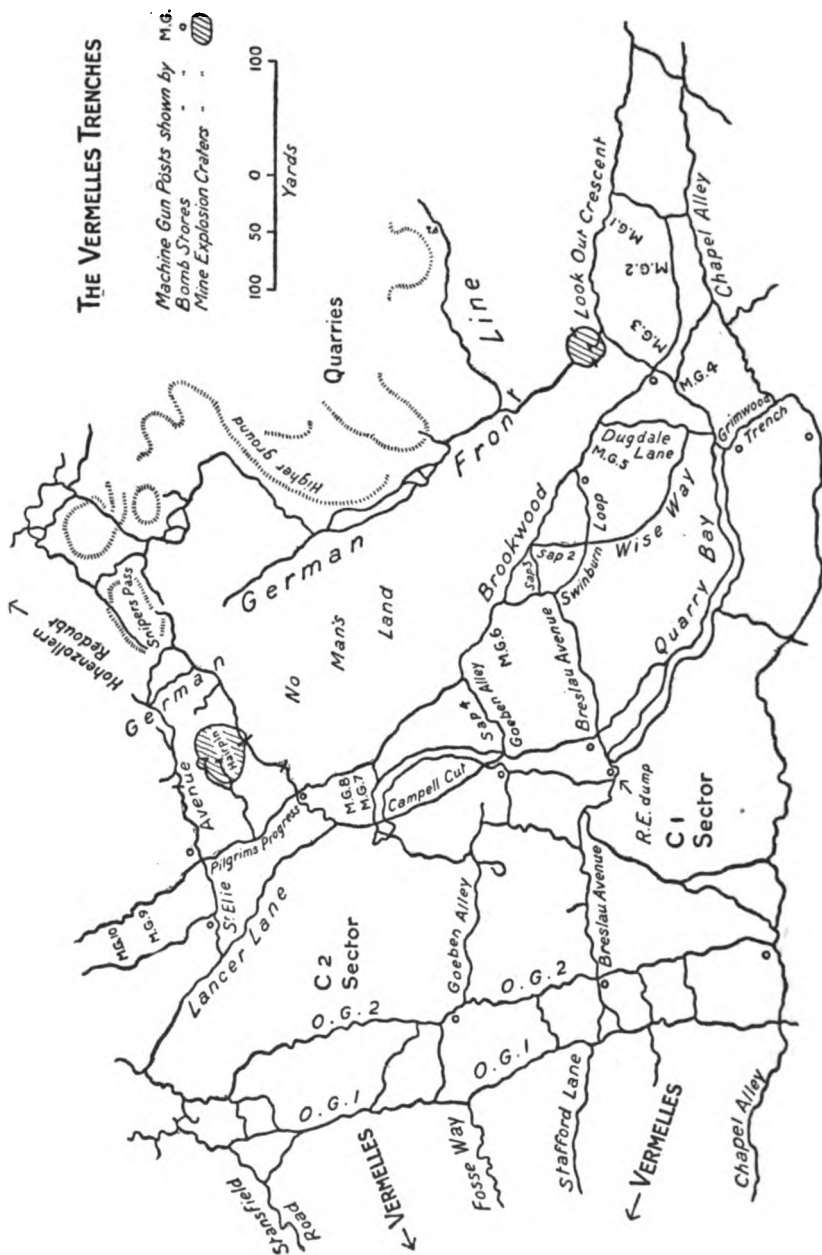 THE VERMELLES TRENCHES
Machine Gun Posts shown by M.G.
Bomb Stores " " o
Mine Explosion Craters " "
100 50 0 100
Yards
Hohenzollern
Redoubt
Snipers Pass
German
Hairpin
Avenue
St Elie
Pilgrims Progress
M.G.10
M.G.9
Lancer Lane
C2
Sector
Higher ground
Quarries
German Front Line
No
Man's
Land
Look Out Crescent
M.G.1
M.G.2
M.G.3
M.G.4
Chapel Alley
Grimwood
Trench
Dugdale
Lane
M.G.5
Brookwood
Sap 2
Sap 3
Swinburn Loop
Wise Way
Quarry Bay
M.G.6
Sap 4
Goeben Alley
Breslau Avenue
M.G.8
M.G.7
Campell Cut
R.E. dump
C1
Sector
Goeben Alley
Breslau Avenue
O.G.2
O.G.2
O.G.1
O.G.1
Stansfield
Road
VERMELLES
Fosse Way
Stafford Lane
VERMELLES
Chapel Alley